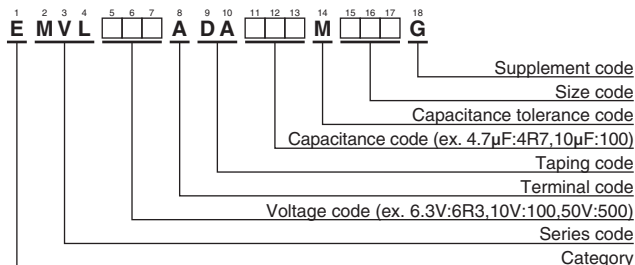 1 2 3 4 5 6 7 8 9 10 11 12 13 14 15 16 17 18
E M V L □□□ A D A □□□ M □□□ G
Supplement code
Size code
Capacitance tolerance code
Capacitance code (ex. 4.7µF:4R7,10µF:100)
Taping code
Terminal code
Voltage code (ex. 6.3V:6R3,10V:100,50V:500)
Series code
Category